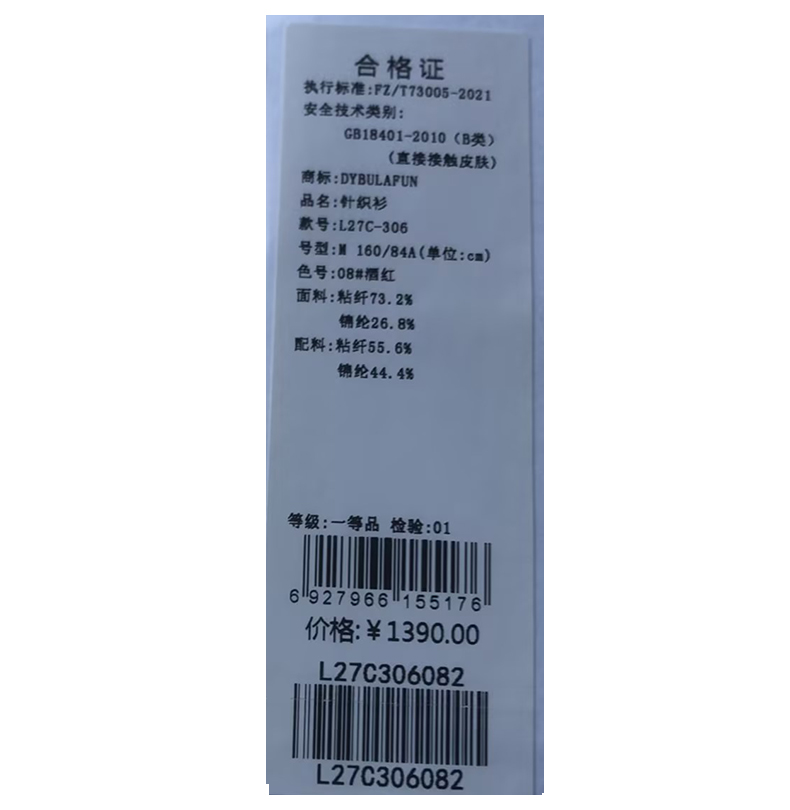 合格证
执行标准:FZ/T73005-2021
安全技术类别:
GB18401-2010（B类）
(直接接触皮肤)
商标:DYBULAFUN
品名:针织衫
款号:L27C-306
号型:M 160/84A(单位:cm)
色号:08#酒红
面料:粘纤73.2%
锦纶26.8%
配料:粘纤55.6%
锦纶44.4%
等级:一等品 检验:01
6 927966 155176
价格:￥1390.00
L27C306082
L27C306082